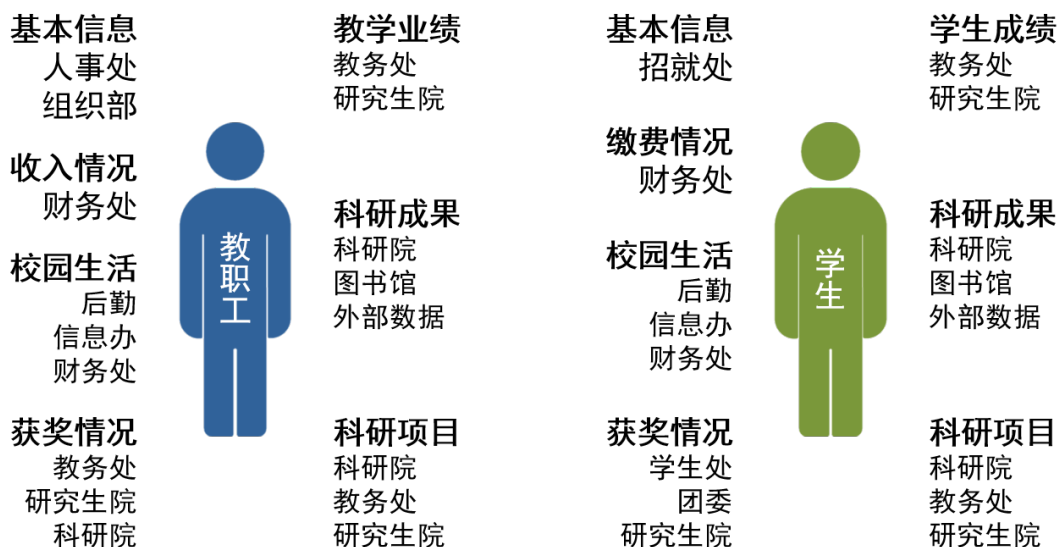 基本信息
人事处
组织部
收入情况
财务处
校园生活
后勤
信息办
财务处
获奖情况
教务处
研究生院
科研院
教职工
教学业绩
教务处
研究生院
科研成果
科研院
图书馆
外部数据
科研项目
科研院
教务处
研究生院
基本信息
招就处
缴费情况
财务处
校园生活
后勤
信息办
财务处
获奖情况
学生处
团委
研究生院
学生
学生成绩
教务处
研究生院
科研成果
科研院
图书馆
外部数据
科研项目
科研院
教务处
研究生院